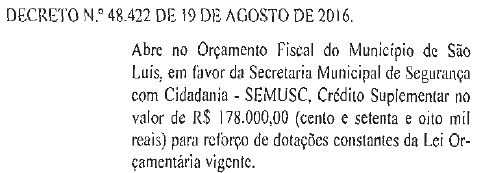 DECRETO N.º 48.422 DE 19 DE AGOSTO DE 2016.
Abre no Orçamento Fiscal do Município de São
Luís, em favor da Secretaria Municipal de Segurança
com Cidadania - SEMUSC, Crédito Suplementar no
valor de R$ 178.000,00 (cento e setenta e oito mil
reais) para reforço de dotações constantes da Lei Or-
çamentária vigente.